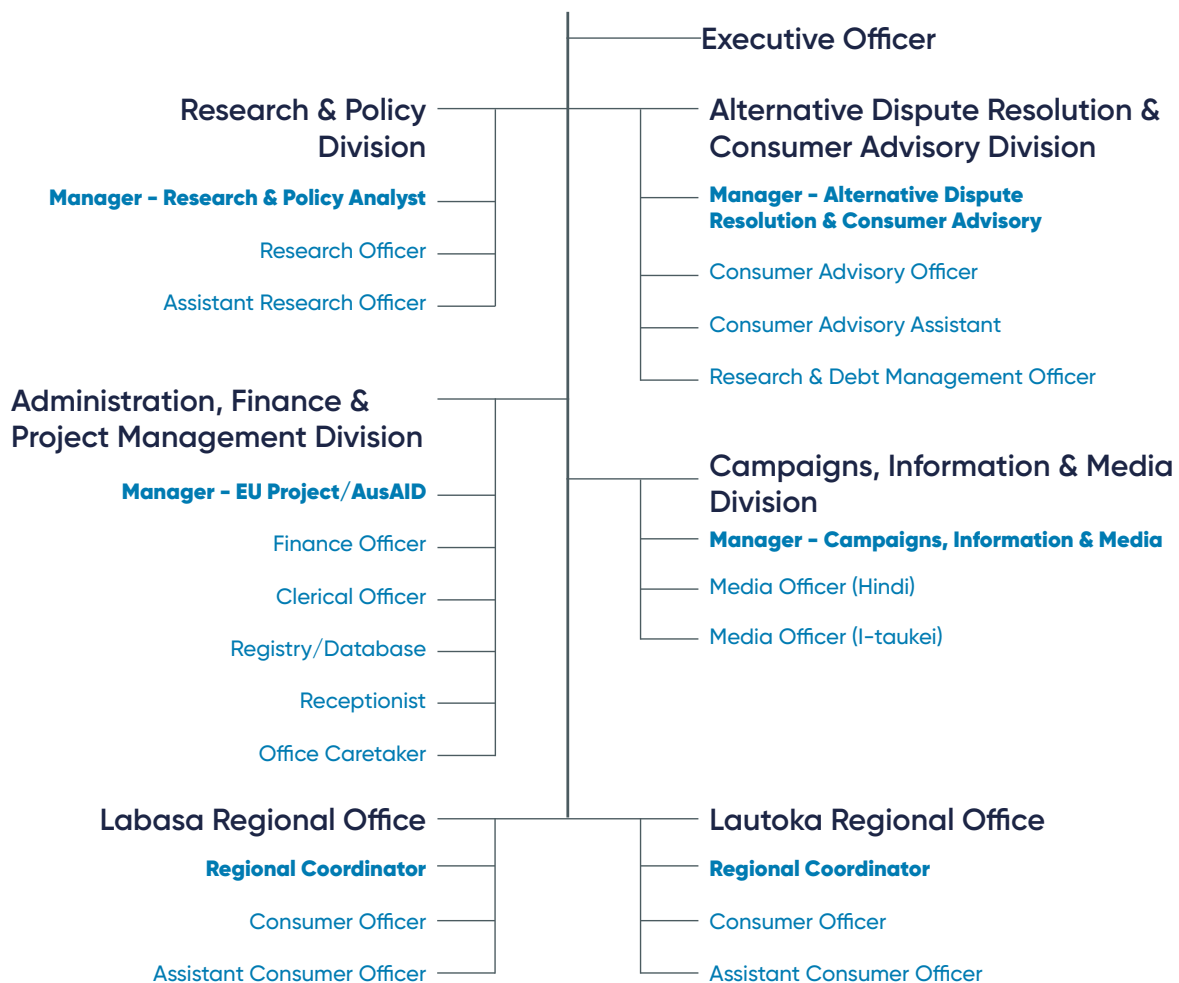 Executive Officer
Research & Policy
Division
Manager - Research & Policy Analyst
Research Officer
Assistant Research Officer
Alternative Dispute Resolution &
Consumer Advisory Division
Manager - Alternative Dispute
Resolution & Consumer Advisory
Consumer Advisory Officer
Consumer Advisory Assistant
Research & Debt Management Officer
Administration, Finance &
Project Management Division
Manager - EU Project/AusAID
Finance Officer
Clerical Officer
Registry/Database
Receptionist
Office Caretaker
Campaigns, Information & Media
Division
Manager - Campaigns, Information & Media
Media Officer (Hindi)
Media Officer (I-taukei)
Labasa Regional Office
Regional Coordinator
Consumer Officer
Assistant Consumer Officer
Lautoka Regional Office
Regional Coordinator
Consumer Officer
Assistant Consumer Officer